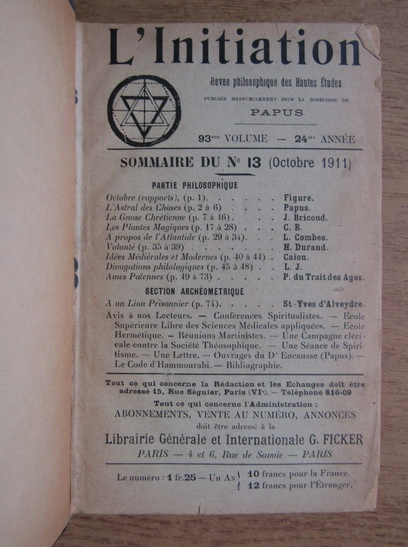 L'Initiation
Revue philosophique des Hautes Études
PUBLIÉE MENSUELLEMENT SOUS LA DIRECTION DE
PAPUS
93me VOLUME — 24me ANNÉE
SOMMAIRE DU No 13 (Octobre 1911)
PARTIE PHILOSOPHIQUE
Octobre (rapports), (p. 1). . . . . . Figure.
L'Astral des Choses (p. 2 à 6) . . . . Papus.
La Gnose Chrétienne (p. 7 à 16) . . . . J. Bricoud.
Les Plantes Magiques (p. 17 à 28) . . . C. B.
A propos de l'Atlantide (p. 29 à 34). . . L. Combes.
Volonté (p. 35 à 39) . . . . . . H. Durand.
Idées Médiévales et Modernes (p. 40 à 44) . Caion.
Divagations philologiques (p. 45 à 48) . . L. J.
Ames Païennes (p. 49 à 73) . . . . P. du Trait des Ages.
SECTION ARCHÉOMÉTRIQUE
A un Lion Prisonnier (p. 74). . . . . St-Yves d'Alveydre.
Avis à nos Lecteurs. — Conférences Spiritualistes. — Ecole
Supérieure Libre des Sciences Médicales appliquées. — Ecole
Hermétique. — Réunions Martinistes. — Une Campagne cléri-
cale contre la Société Théosophique. — Une Séance de Spiri-
tisme. — Une Lettre. — Ouvrages du Dr Encausse (Papus). —
Le Code d'Hammourabi. — Bibliographie.
Tout ce qui concerne la Rédaction et les Echanges doit être
adressé 15, Rue Séguier, Paris (VIe). — Téléphone 816-09
Tout ce qui concerne l'Administration :
ABONNEMENTS, VENTE AU NUMÉRO, ANNONCES
doit être adressé à la
Librairie Générale et Internationale G. FICKER
PARIS — 4 et 6, Rue de Savoie — PARIS
Le numéro : 1 fr. 25 — Un An { 10 francs pour la France.
12 francs pour l'Étranger.